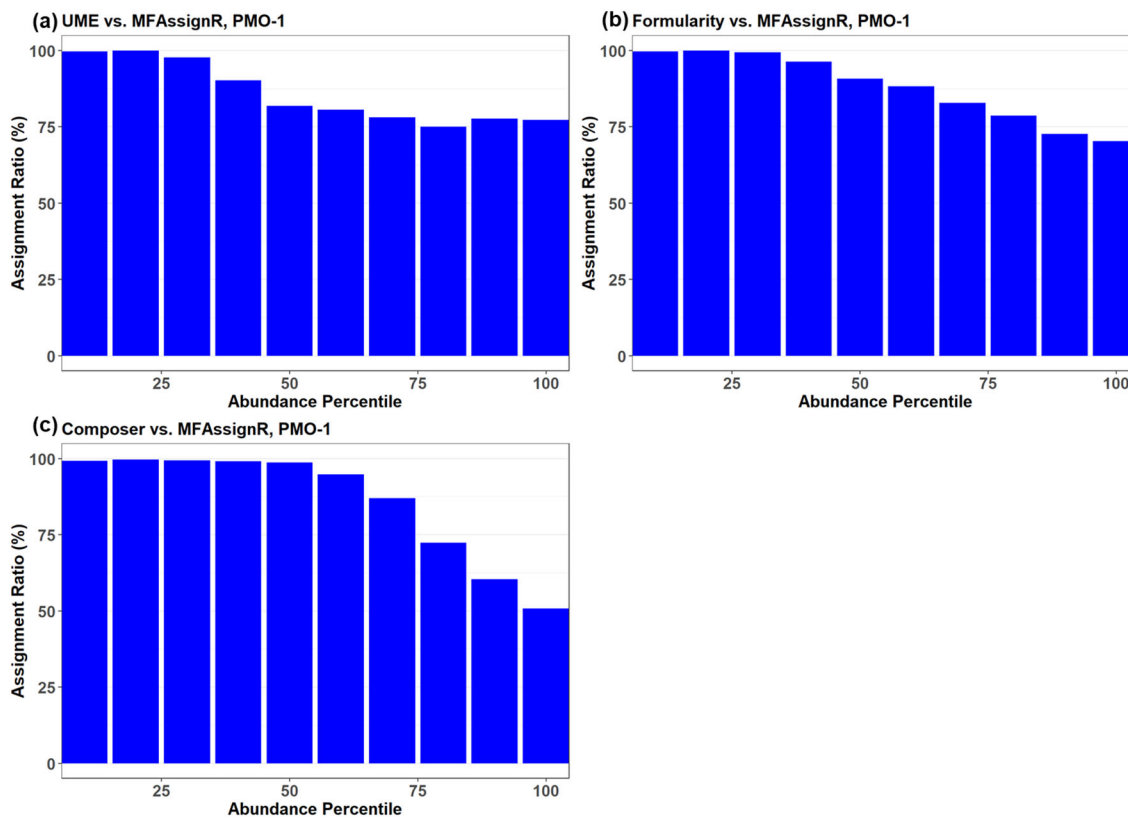 (a) UME vs. MFAssignR, PMO-1
100
75
50
25
0
Assignment Ratio (%)
25 50 75 100
Abundance Percentile
(b) Formularity vs. MFAssignR, PMO-1
100
75
50
25
0
Assignment Ratio (%)
25 50 75 100
Abundance Percentile
(c) Composer vs. MFAssignR, PMO-1
100
75
50
25
0
Assignment Ratio (%)
25 50 75 100
Abundance Percentile